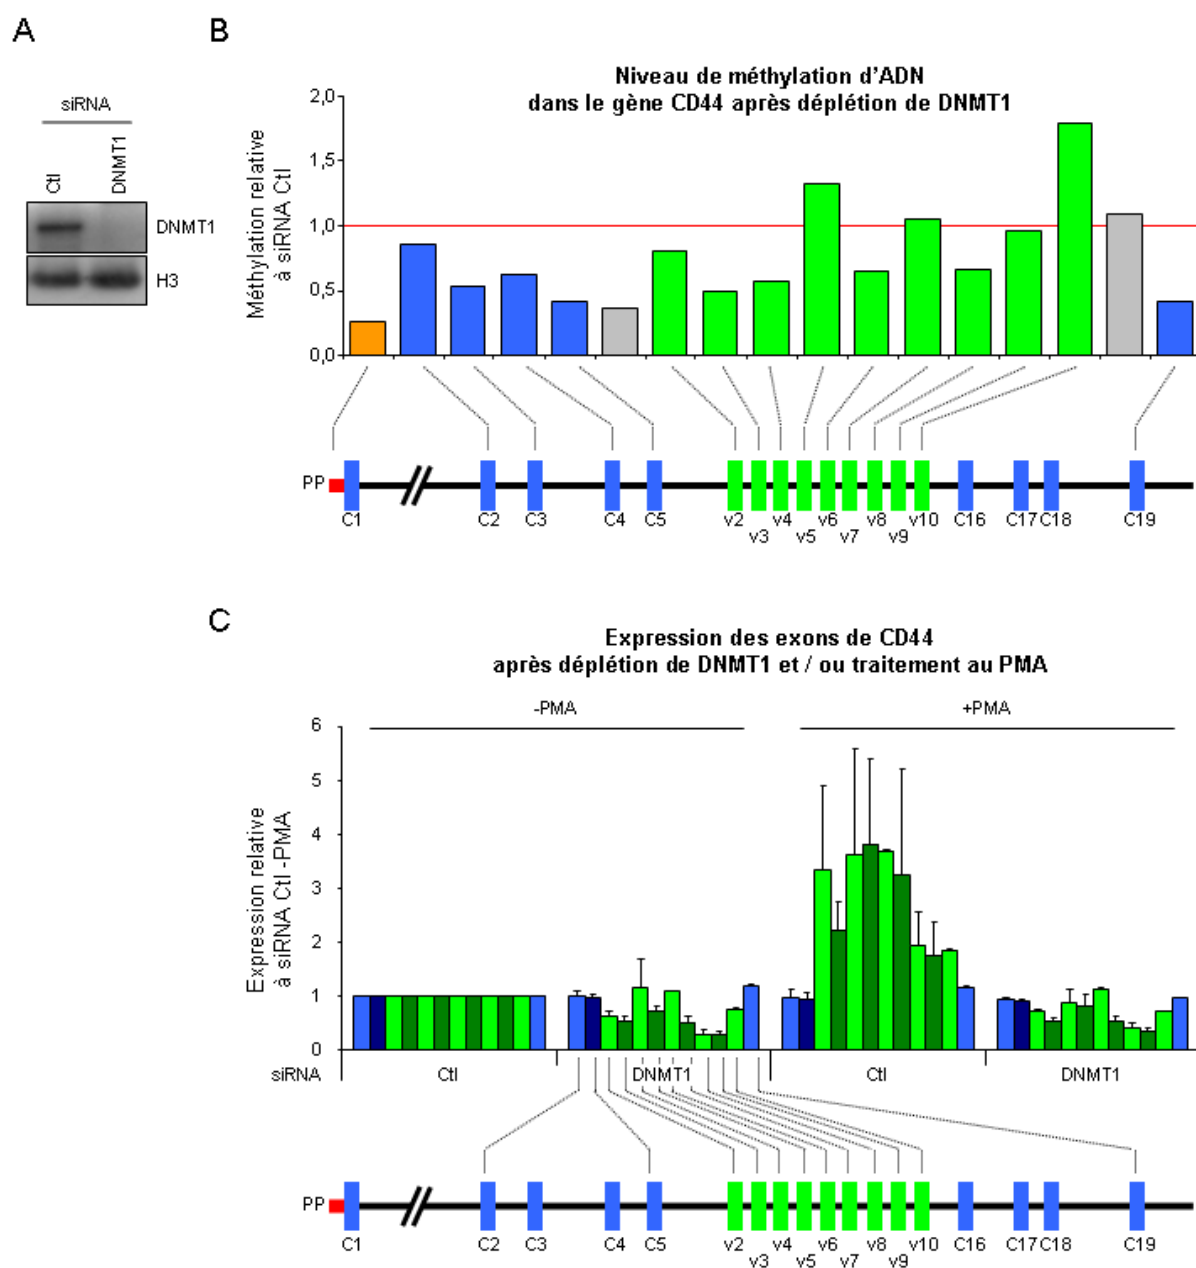 A
siRNA
Ctl
DNMT1
DNMT1
H3
B
Niveau de méthylation d'ADN
dans le gène CD44 après déplétion de DNMT1
Méthylation relative
à siRNA Ctl
2,0
1,5
1,0
0,5
0,0
PP
C1
C2
C3
C4
C5
v2
v3
v4
v5
v6
v7
v8
v9
v10
C16
C17
C18
C19
C
Expression des exons de CD44
après déplétion de DNMT1 et / ou traitement au PMA
-PMA
+PMA
Expression relative
à siRNA Ctl -PMA
6
5
4
3
2
1
0
siRNA
Ctl
DNMT1
Ctl
DNMT1
PP
C1
C2
C3
C4
C5
v2
v3
v4
v5
v6
v7
v8
v9
v10
C16
C17
C18
C19